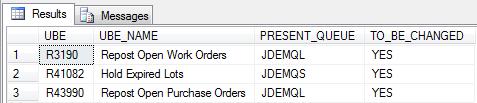 Results Messages
UBE UBE_NAME PRESENT_QUEUE TO_BE_CHANGED
1 R3190 Repost Open Work Orders JDEMQL YES
2 R41082 Hold Expired Lots JDEMQS YES
3 R43990 Repost Open Purchase Orders JDEMQL YES